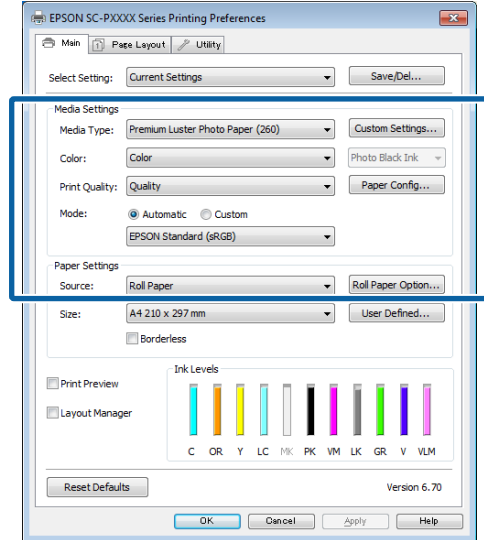 EPSON SC-PXXXX Series Printing Preferences
Main Page Layout Utility
Select Setting: Current Settings Save/Del...
Media Settings
Media Type: Premium Luster Photo Paper (260) Custom Settings...
Color: Color Photo Black Ink
Print Quality: Quality Paper Config...
Mode: Automatic Custom
EPSON Standard (sRGB)
Paper Settings
Source: Roll Paper Roll Paper Option...
Size: A4 210 x 297 mm User Defined...
Borderless
Ink Levels
Print Preview
Layout Manager
C OR Y LC MK PK VM LK GR V VLM
Reset Defaults Version 6.70
OK Cancel Apply Help